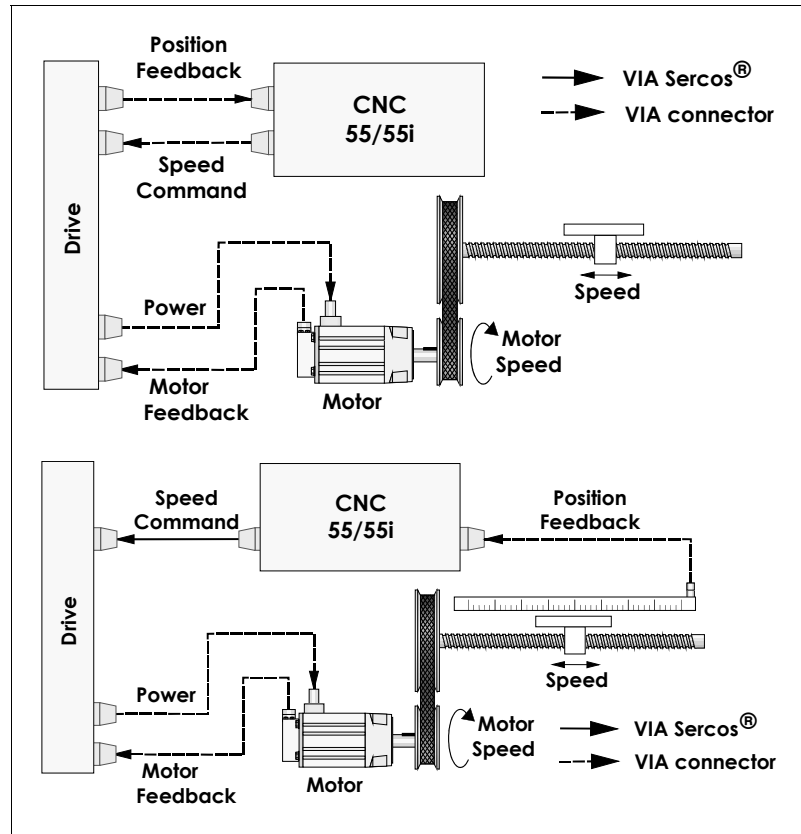 Position
Feedback
CNC
55/55i
VIA Sercos®
VIA connector
Speed
Command
Drive
Speed
Power
Motor
Speed
Motor
Feedback
Motor
Speed
Command
CNC
55/55i
Position
Feedback
Drive
Speed
Power
Motor
Speed
VIA Sercos®
VIA connector
Motor
Feedback
Motor